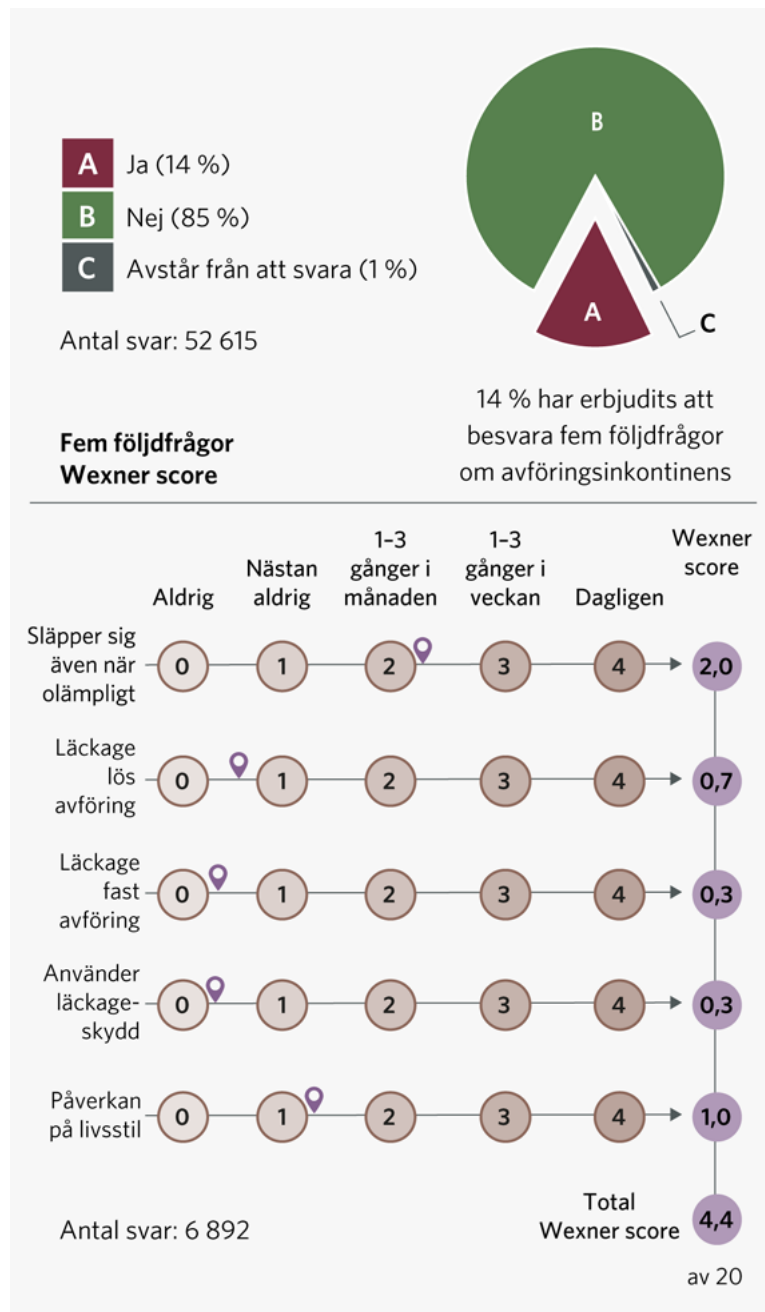 B
A Ja (14 %)
B Nej (85 %)
C Avstår från att svara (1 %)
A
C
Antal svar: 52 615
14 % har erbjudits att
besvara fem följdfrågor
om avföringsinkontinens
Fem följdfrågor
Wexner score
Aldrig
Nästan
aldrig
1–3
gånger i
månaden
1–3
gånger i
veckan
Dagligen
Wexner
score
Släpper sig
även när
olämpligt
0 1 2 3 4 2,0
Läckage
lös
avföring
0 1 2 3 4 0,7
Läckage
fast
avföring
0 1 2 3 4 0,3
Använder
läckage-
skydd
0 1 2 3 4 0,3
Påverkan
på livsstil
0 1 2 3 4 1,0
Antal svar: 6 892
Total
Wexner score
4,4
av 20